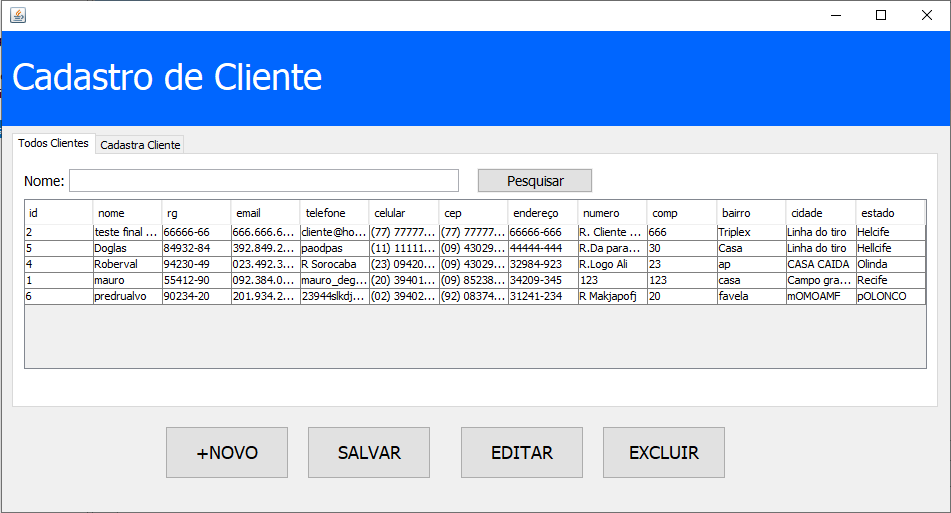 Cadastro de Cliente
Todos Clientes Cadastra Cliente
Nome: Pesquisar
id nome rg email telefone celular cep endereço numero comp bairro cidade estado
2 teste final ... 66666-66 666.666.6... cliente@ho... (77) 77777... (77) 77777... 66666-666 R. Cliente ... 666 Triplex Linha do tiro Helcife
5 Doglas 84932-84 392.849.2... paodpas (11) 11111... (09) 43029... 44444-444 R.Da para... 30 Casa Linha do tiro Hellcife
4 Roberval 94230-49 023.492.3... R Sorocaba (23) 09420... (09) 43029... 32984-923 R.Logo Ali 23 ap CASA CAIDA Olinda
1 mauro 55412-90 092.384.0... mauro_deg... (20) 39401... (09) 85238... 34209-345 123 123 casa Campo gra... Recife
6 predrualvo 90234-20 201.934.2... 23944slkdj... (02) 39402... (92) 08374... 31241-234 R Makjapofj 20 favela mOMOAMF pOLONCO
+NOVO SALVAR EDITAR EXCLUIR